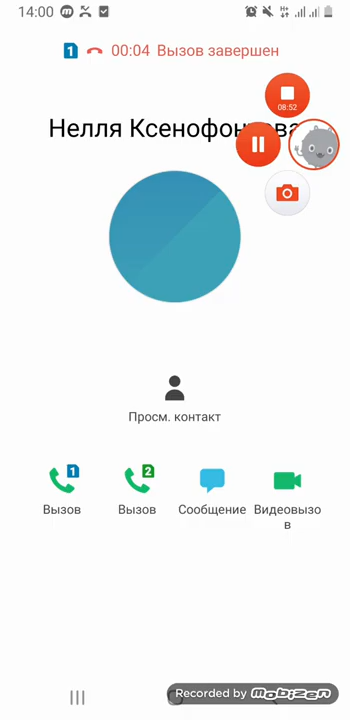 14:00
1 00:04 Вызов завершен
08:52
Нелля
Просм. контакт
1 2
Вызов Вызов Сообщение Видеовызо
в
Recorded by mobizen